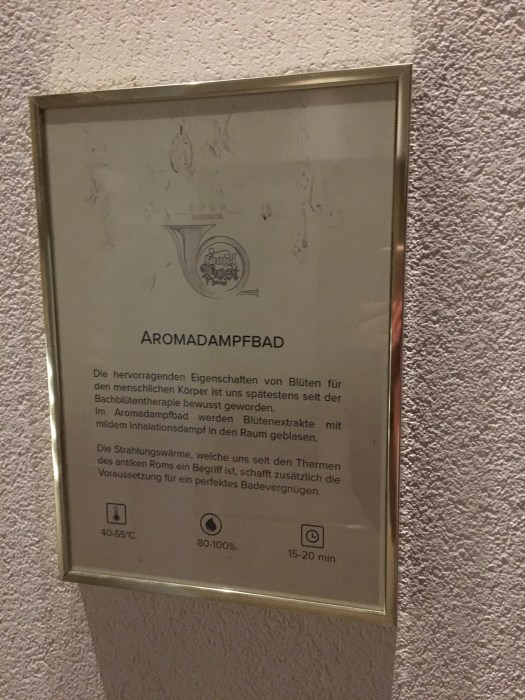 Hotel
Post
AROMADAMPFBAD
Die hervorragenden Eigenschaften von Blüten für
den menschlichen Körper ist uns spätestens seit der
Bachblütentherapie bewusst geworden.
Im Aromadampfbad werden Blütenextrakte mit
mildem Inhalationsdampf in den Raum geblasen.
Die Strahlungswärme, welche uns seit den Thermen
des antiken Roms ein Begriff ist, schafft zusätzlich die
Voraussetzung für ein perfektes Badevergnügen.
40-55°C
80-100%
15-20 min